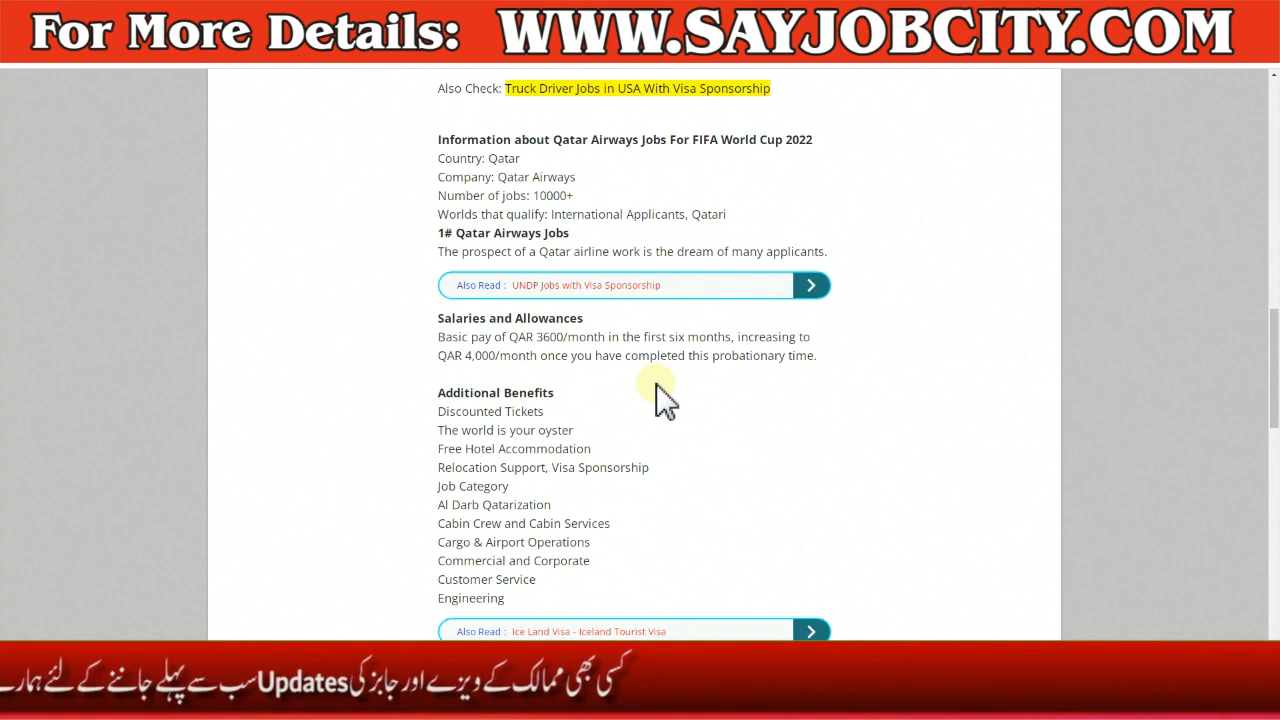 For More Details: WWW.SAYJOBCITY.COM
Also Check: Truck Driver Jobs in USA With Visa Sponsorship
Information about Qatar Airways Jobs For FIFA World Cup 2022
Country: Qatar
Company: Qatar Airways
Number of jobs: 10000+
Worlds that qualify: International Applicants, Qatari
1# Qatar Airways Jobs
The prospect of a Qatar airline work is the dream of many applicants.
Also Read : UNDP Jobs with Visa Sponsorship
Salaries and Allowances
Basic pay of QAR 3600/month in the first six months, increasing to
QAR 4,000/month once you have completed this probationary time.
Additional Benefits
Discounted Tickets
The world is your oyster
Free Hotel Accommodation
Relocation Support, Visa Sponsorship
Job Category
Al Darb Qatarization
Cabin Crew and Cabin Services
Cargo & Airport Operations
Commercial and Corporate
Customer Service
Engineering
Also Read : Ice Land Visa - Iceland Tourist Visa
کسی بھی ممالک کے ویزے اور جابز کی Updates سب سے پہلے جاننے کے لئے ہمارے